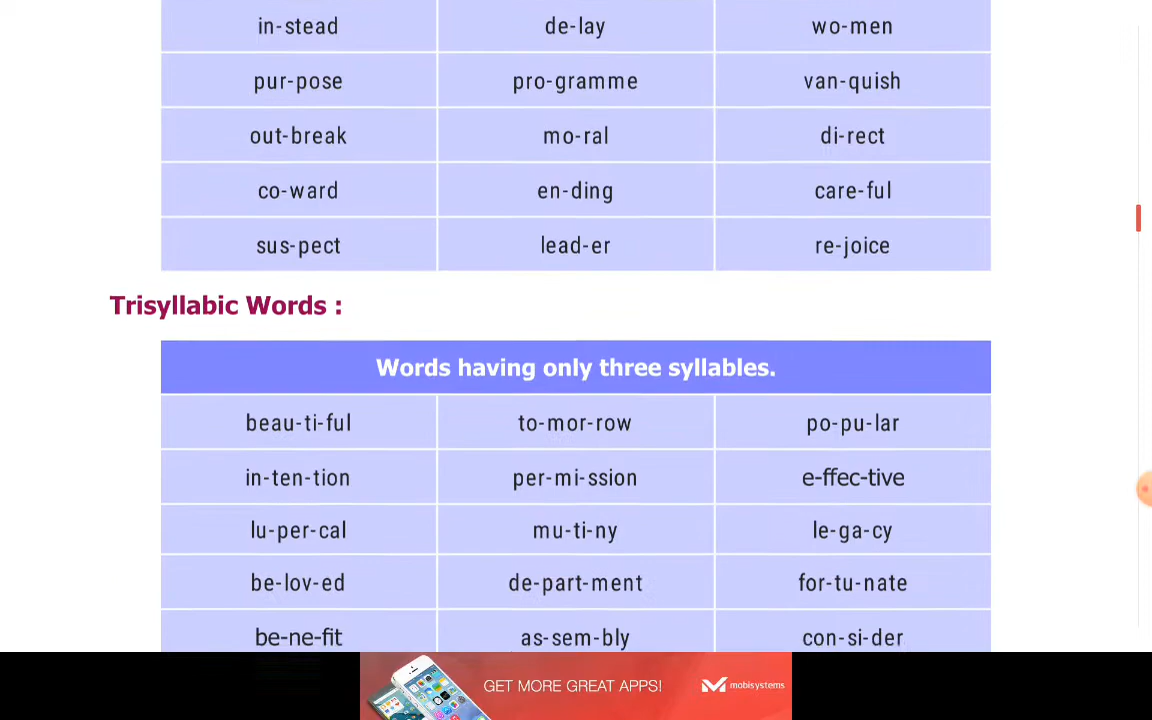 in-stead de-lay wo-men
pur-pose pro-gramme van-quish
out-break mo-ral di-rect
co-ward en-ding care-ful
sus-pect lead-er re-joice
Trisyllabic Words :
Words having only three syllables.
beau-ti-ful to-mor-row po-pu-lar
in-ten-tion per-mi-ssion e-ffec-tive
lu-per-cal mu-ti-ny le-ga-cy
be-lov-ed de-part-ment for-tu-nate
be-ne-fit as-sem-bly con-si-der
GET MORE GREAT APPS! mobisystems